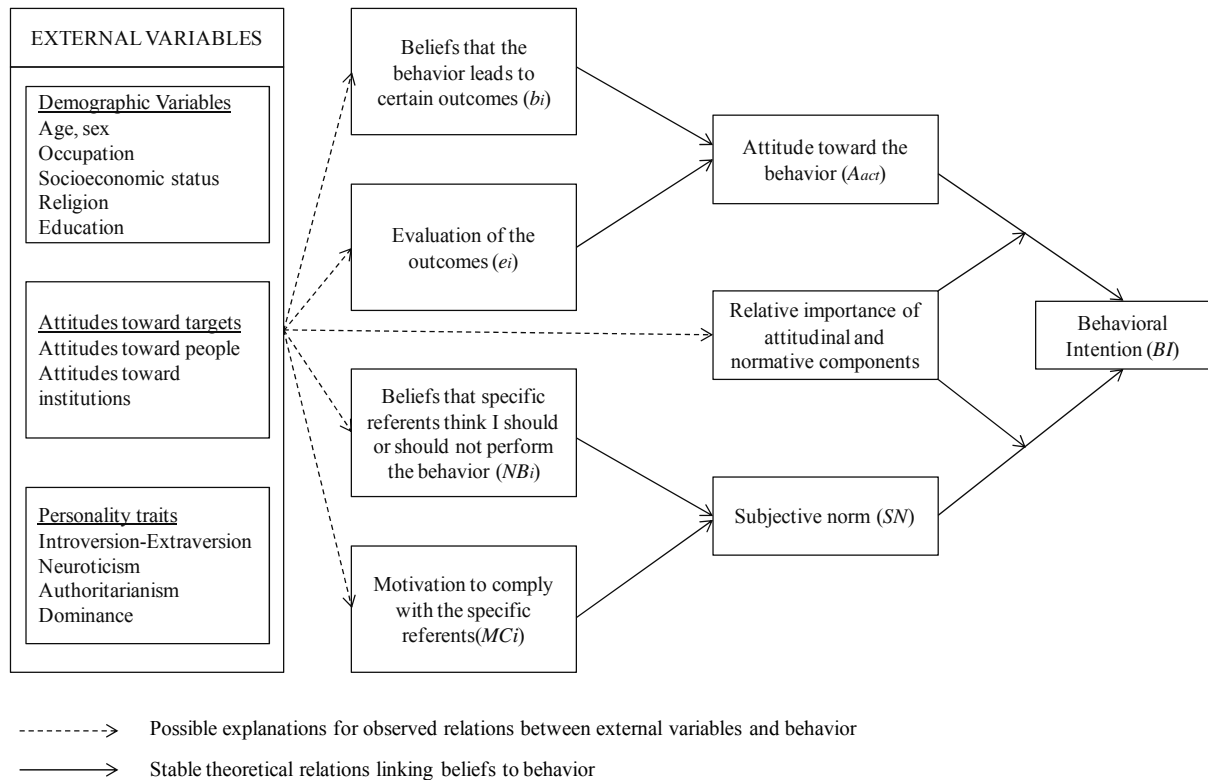 EXTERNAL VARIABLES
Demographic Variables
Age, sex
Occupation
Socioeconomic status
Religion
Education
Attitudes toward targets
Attitudes toward people
Attitudes toward
institutions
Personality traits
Introversion-Extraversion
Neuroticism
Authoritarianism
Dominance
Beliefs that the
behavior leads to
certain outcomes (bi)
Evaluation of the
outcomes (ei)
Beliefs that specific
referents think I should
or should not perform
the behavior (NBi)
Motivation to comply
with the specific
referents(MCi)
Attitude toward the
behavior (Aact)
Relative importance of
attitudinal and
normative components
Subjective norm (SN)
Behavioral
Intention (BI)
Possible explanations for observed relations between external variables and behavior
Stable theoretical relations linking beliefs to behavior